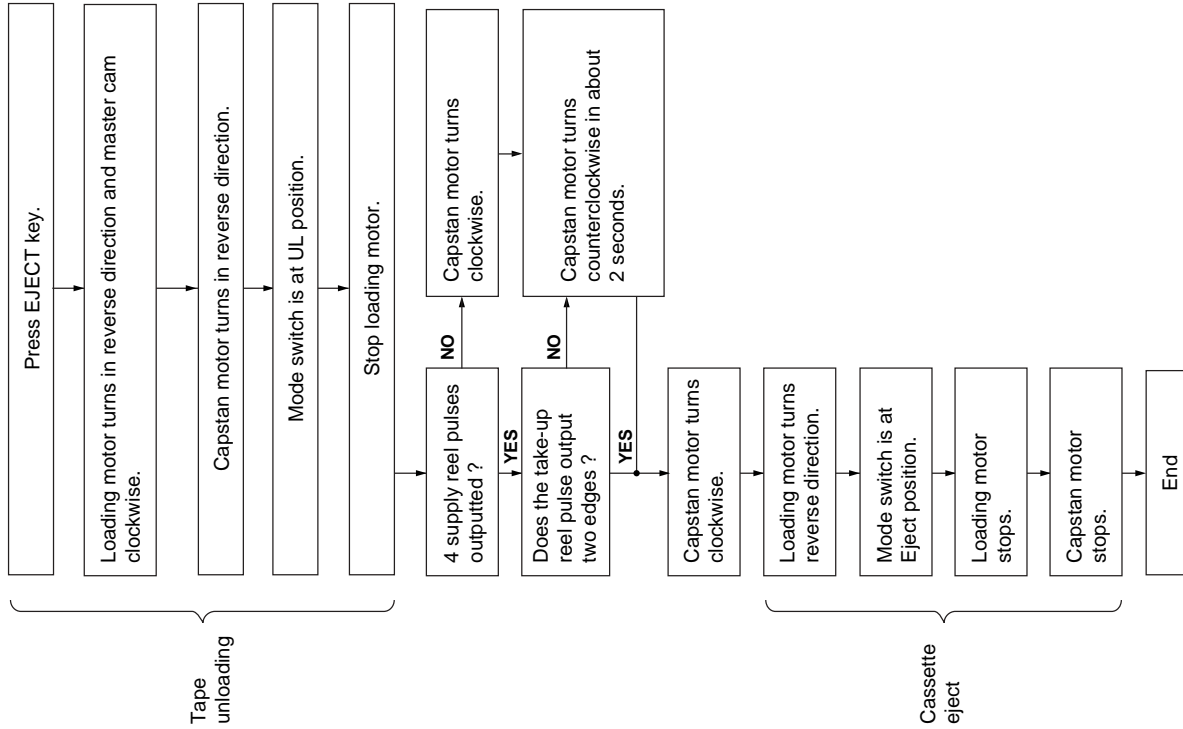 Tape
unloading
Press EJECT key.
Loading motor turns in reverse direction and master cam
clockwise.
Capstan motor turns in reverse direction.
Mode switch is at UL position.
Stop loading motor.
4 supply reel pulses
outputted ?
NO
Capstan motor turns
clockwise.
YES
Does the take-up
reel pulse output
two edges ?
NO
Capstan motor turns
counterclockwise in about
2 seconds.
YES
Capstan motor turns
clockwise.
Cassette
eject
Loading motor turns
reverse direction.
Mode switch is at
Eject position.
Loading motor
stops.
Capstan motor
stops.
End